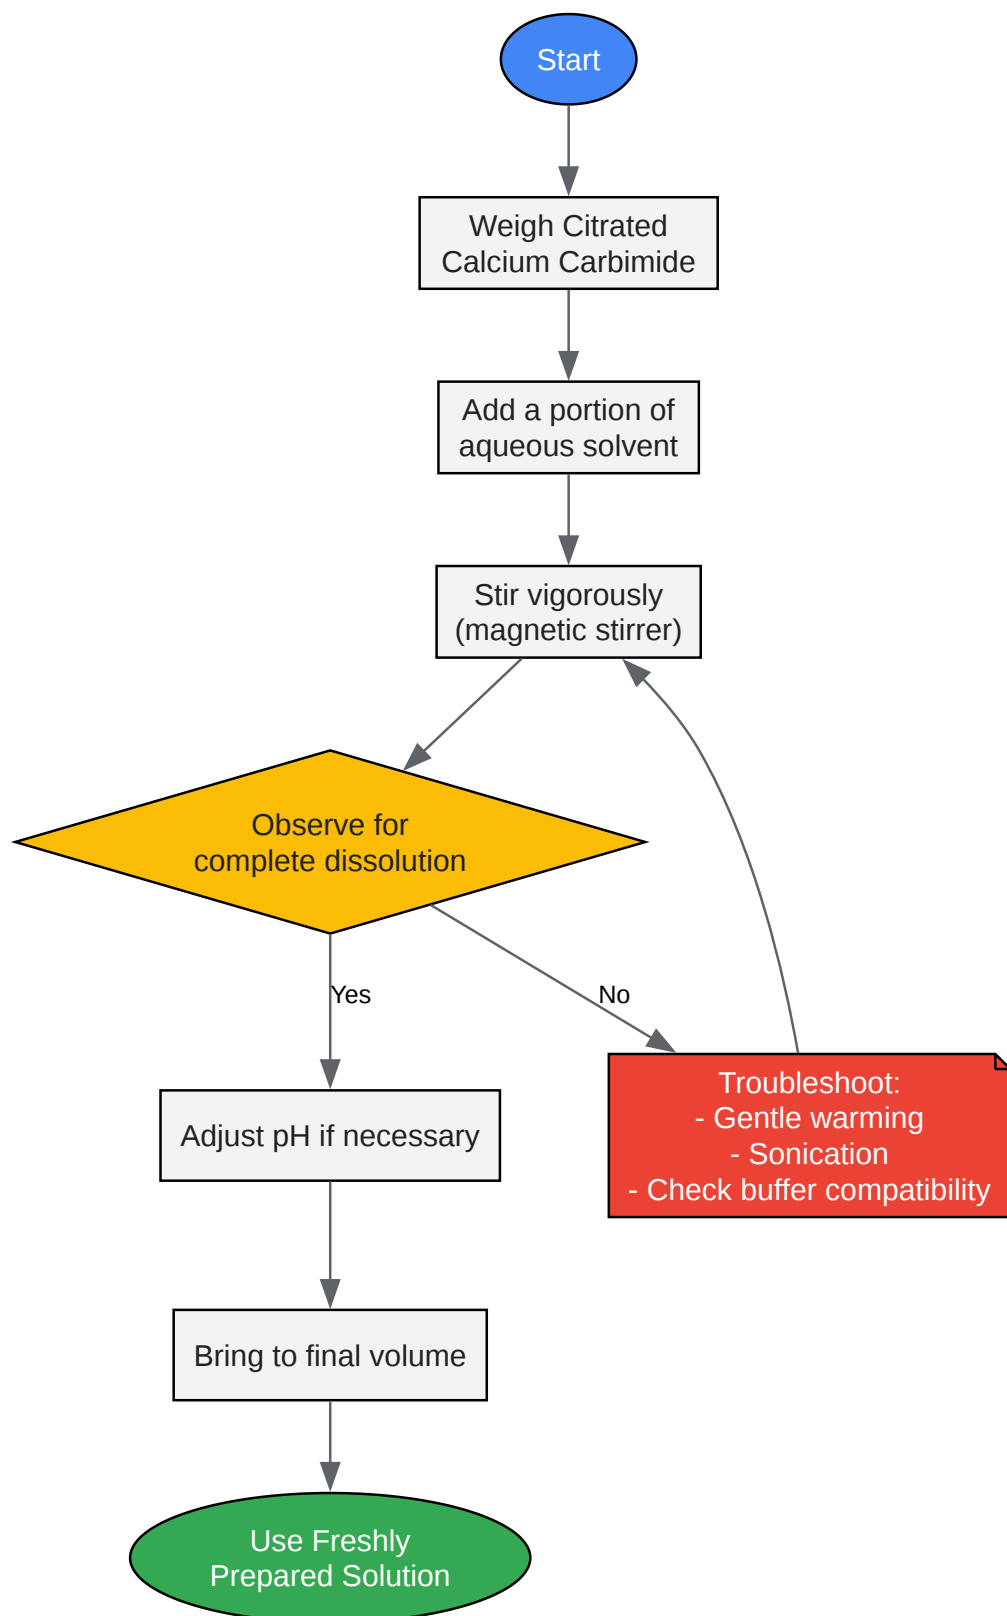 Start
Weigh Citrated
Calcium Carbimide
Add a portion of
aqueous solvent
Stir vigorously
(magnetic stirrer)
Observe for
complete dissolution
Yes
No
Troubleshoot:
- Gentle warming
- Sonication
- Check buffer compatibility
Adjust pH if necessary
Bring to final volume
Use Freshly
Prepared Solution